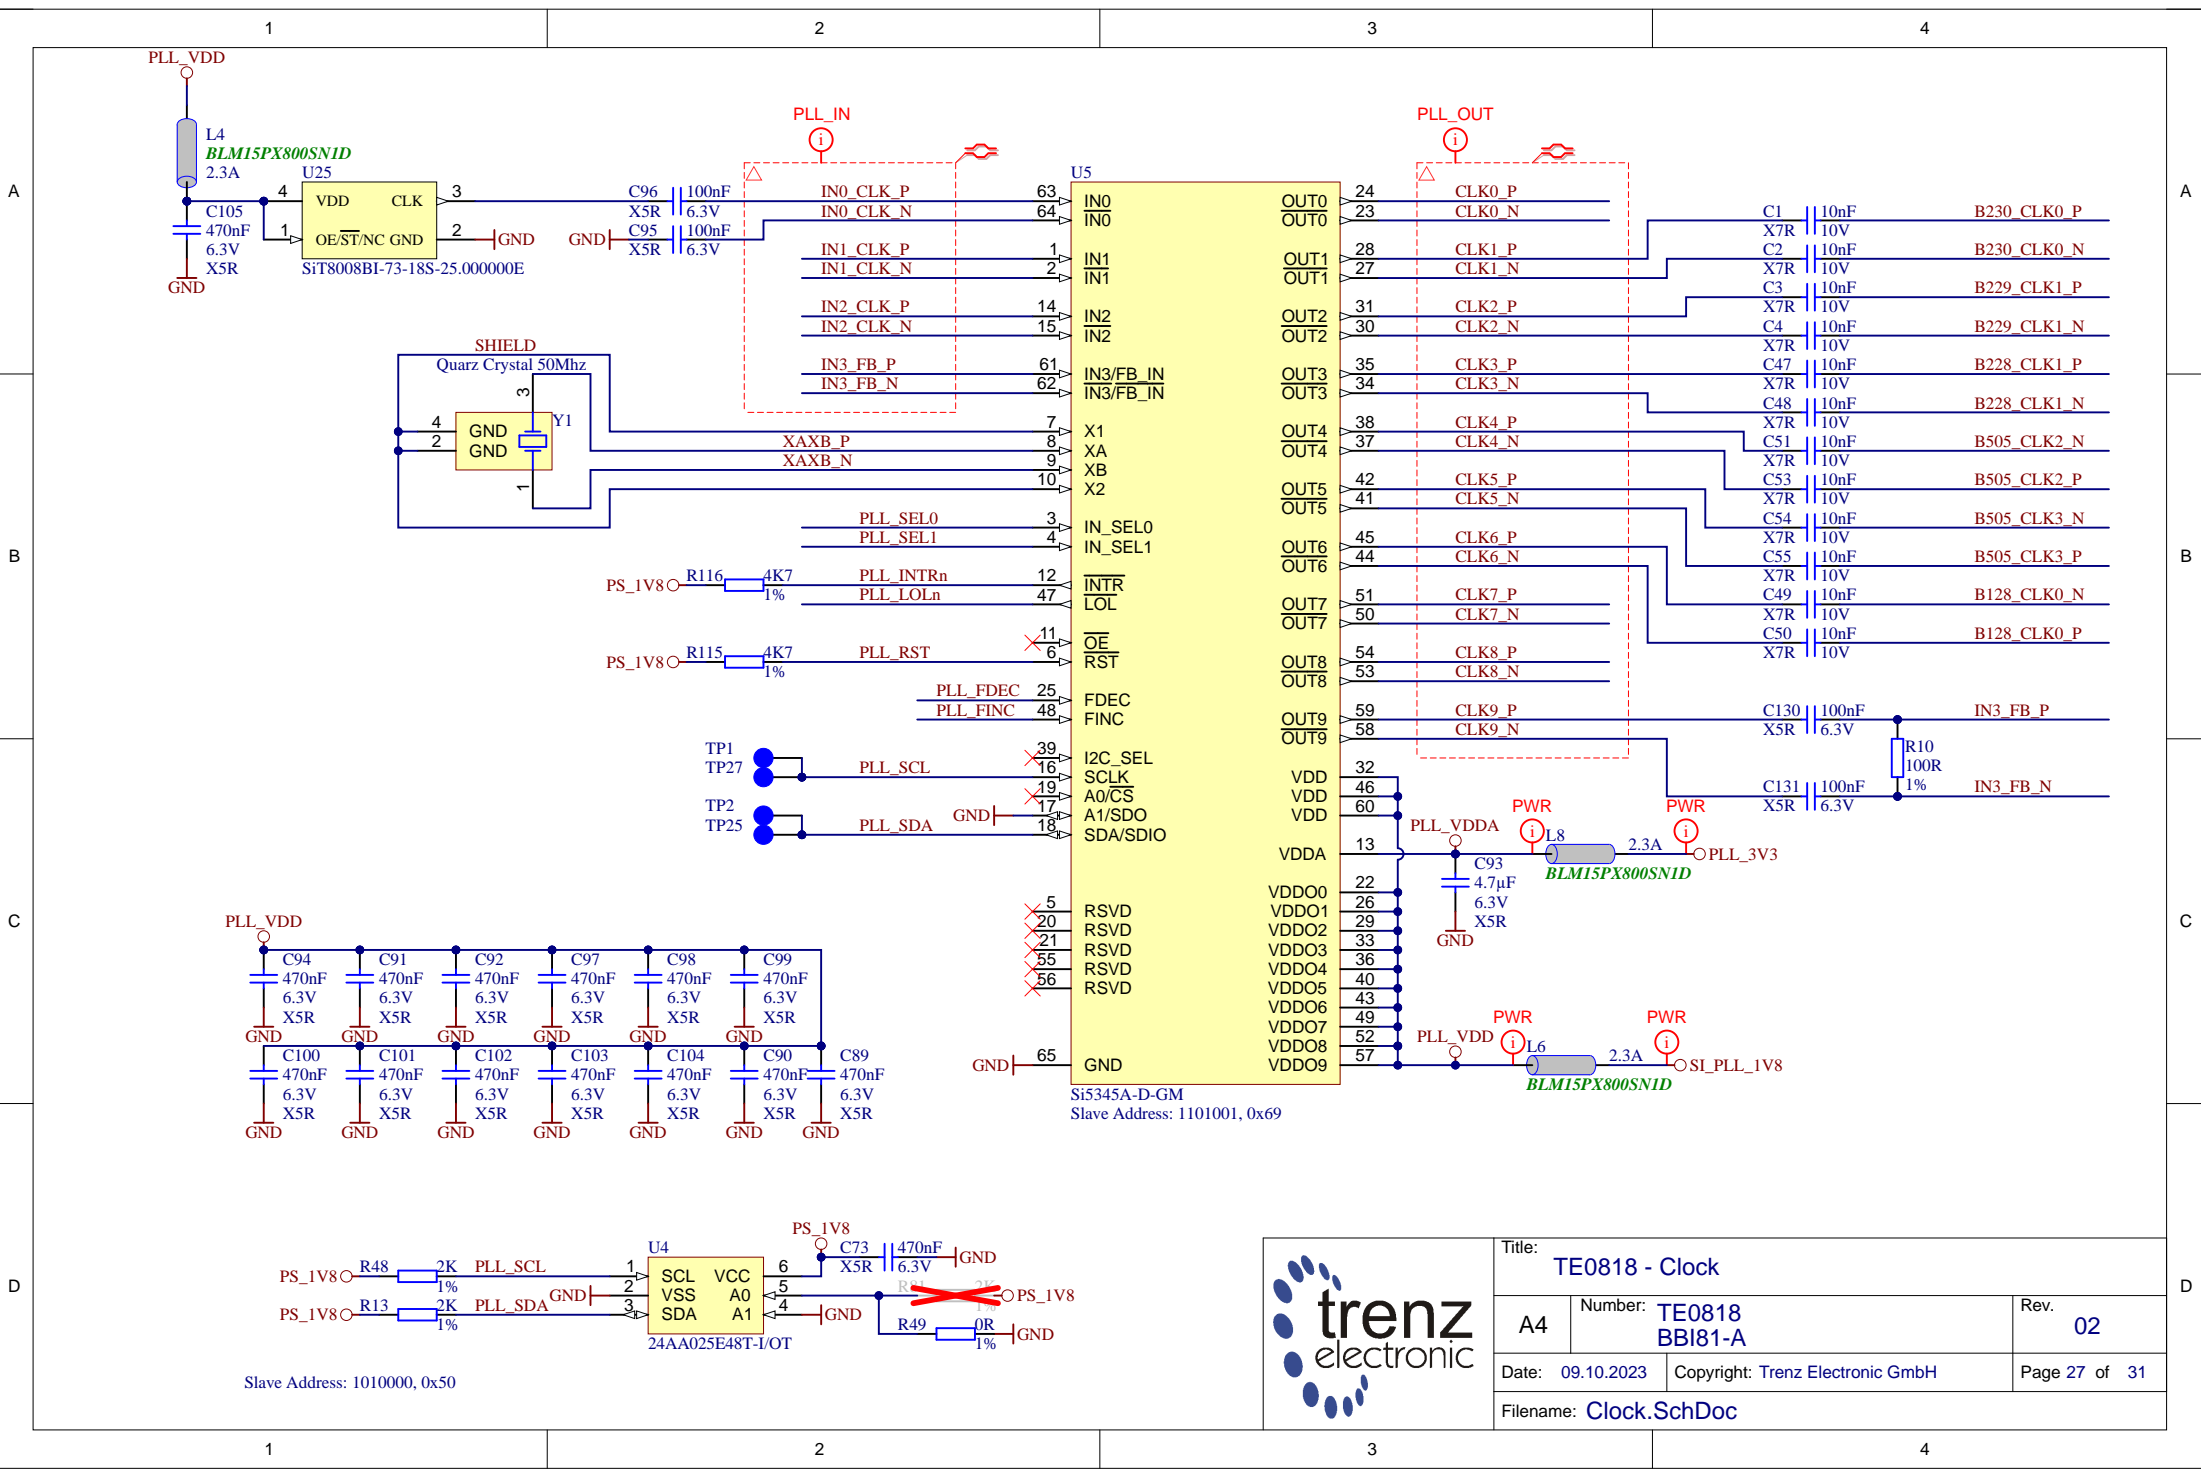 1 2 3 4
A
B
C
D
A
B
C
D
PLL_VDD
L4
BLM15PX800SN1D
2.3A
U25
4 VDD CLK 3
1 OE/ST/NC GND 2 GND
SiT8008BI-73-18S-25.000000E
C105
470nF
6.3V
X5R
GND
C96 100nF
X5R 6.3V
GND C95 100nF
X5R 6.3V
PLL_IN
i
IN0_CLK_P
IN0_CLK_N
IN1_CLK_P
IN1_CLK_N
IN2_CLK_P
IN2_CLK_N
IN3_FB_P
IN3_FB_N
SHIELD
Quarz Crystal 50Mhz
3
4 GND Y1
2 GND
1
XAXB_P
XAXB_N
PLL_SEL0
PLL_SEL1
PS_1V8 R116 4K7 PLL_INTRn
1%
PLL_LOLn
PS_1V8 R115 4K7 PLL_RST
1%
PLL_FDEC
PLL_FINC
TP1
TP27 PLL_SCL
TP2 GND
TP25 PLL_SDA
U5
63 IN0 OUT0 24
64 IN0 OUT0 23
1 IN1 OUT1 28
2 IN1 OUT1 27
14 IN2 OUT2 31
15 IN2 OUT2 30
61 IN3/FB_IN OUT3 35
62 IN3/FB_IN OUT3 34
7 X1 OUT4 38
8 XA OUT4 37
9 XB
10 X2 OUT5 42
OUT5 41
3 IN_SEL0
4 IN_SEL1 OUT6 45
OUT6 44
12 INTR
47 LOL OUT7 51
OUT7 50
11 OE
6 RST OUT8 54
OUT8 53
25 FDEC
48 FINC OUT9 59
OUT9 58
39 I2C_SEL
16 SCLK VDD 32
19 A0/CS VDD 46
17 A1/SDO VDD 60
18 SDA/SDIO
VDDA 13
VDDO0 22
5 RSVD VDDO1 26
20 RSVD VDDO2 29
21 RSVD VDDO3 33
55 RSVD VDDO4 36
56 RSVD VDDO5 40
VDDO6 43
VDDO7 49
VDDO8 52
GND 65 GND VDDO9 57
Si5345A-D-GM
Slave Address: 1101001, 0x69
PLL_OUT
i
CLK0_P
CLK0_N
CLK1_P
CLK1_N
CLK2_P
CLK2_N
CLK3_P
CLK3_N
CLK4_P
CLK4_N
CLK5_P
CLK5_N
CLK6_P
CLK6_N
CLK7_P
CLK7_N
CLK8_P
CLK8_N
CLK9_P
CLK9_N
C1 10nF B230_CLK0_P
X7R 10V
C2 10nF B230_CLK0_N
X7R 10V
C3 10nF B229_CLK1_P
X7R 10V
C4 10nF B229_CLK1_N
X7R 10V
C47 10nF B228_CLK1_P
X7R 10V
C48 10nF B228_CLK1_N
X7R 10V
C51 10nF B505_CLK2_N
X7R 10V
C53 10nF B505_CLK2_P
X7R 10V
C54 10nF B505_CLK3_N
X7R 10V
C55 10nF B505_CLK3_P
X7R 10V
C49 10nF B128_CLK0_N
X7R 10V
C50 10nF B128_CLK0_P
X7R 10V
C130 100nF IN3_FB_P
X5R 6.3V
R10
100R
1%
C131 100nF IN3_FB_N
X5R 6.3V
PWR PWR
i i
PLL_VDDA L8 2.3A PLL_3V3
BLM15PX800SN1D
C93
4.7µF
6.3V
X5R
GND
PWR PWR
i i
PLL_VDD L6 2.3A SI_PLL_1V8
BLM15PX800SN1D
PLL_VDD
C94 C91 C92 C97 C98 C99
470nF 470nF 470nF 470nF 470nF 470nF
6.3V 6.3V 6.3V 6.3V 6.3V 6.3V
X5R X5R X5R X5R X5R X5R
GND GND GND GND GND GND
C100 C101 C102 C103 C104 C90 C89
470nF 470nF 470nF 470nF 470nF 470nF 470nF
6.3V 6.3V 6.3V 6.3V 6.3V 6.3V 6.3V
X5R X5R X5R X5R X5R X5R X5R
GND GND GND GND GND GND GND
PS_1V8
C73 470nF GND
X5R 6.3V
U4
PS_1V8 R48 2K PLL_SCL 1 SCL VCC 6
1%
GND 2 VSS A0 5 R81 2K PS_1V8
1%
PS_1V8 R13 2K PLL_SDA 3 SDA A1 4 GND
1%
R49 0R GND
1%
24AA025E48T-I/OT
Slave Address: 1010000, 0x50
trenz
electronic
Title:
TE0818 - Clock
A4 Number: TE0818
BBI81-A
Rev.
02
Date: 09.10.2023 Copyright: Trenz Electronic GmbH Page 27 of 31
Filename: Clock.SchDoc
1 2 3 4